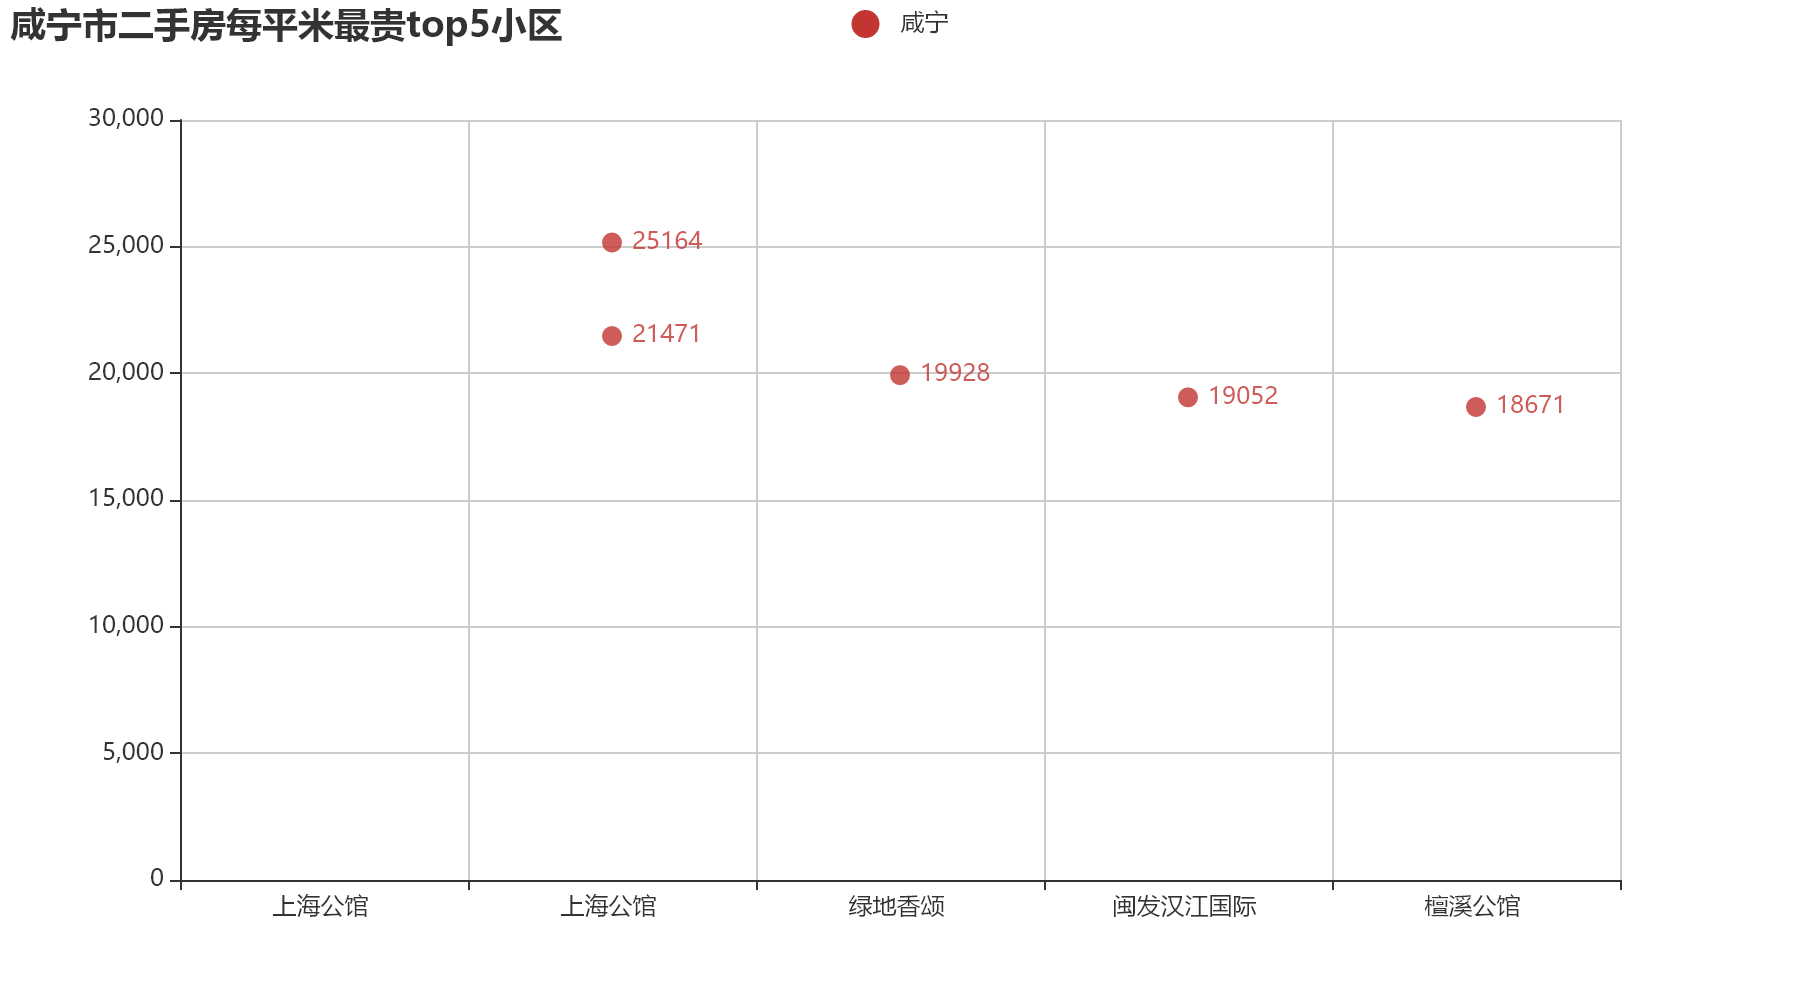 咸宁市二手房每平米最贵top5小区
咸宁
30,000
25,000
20,000
15,000
10,000
5,000
0
25164
21471
19928
19052
18671
上海公馆
上海公馆
绿地香颂
闽发汉江国际
檀溪公馆